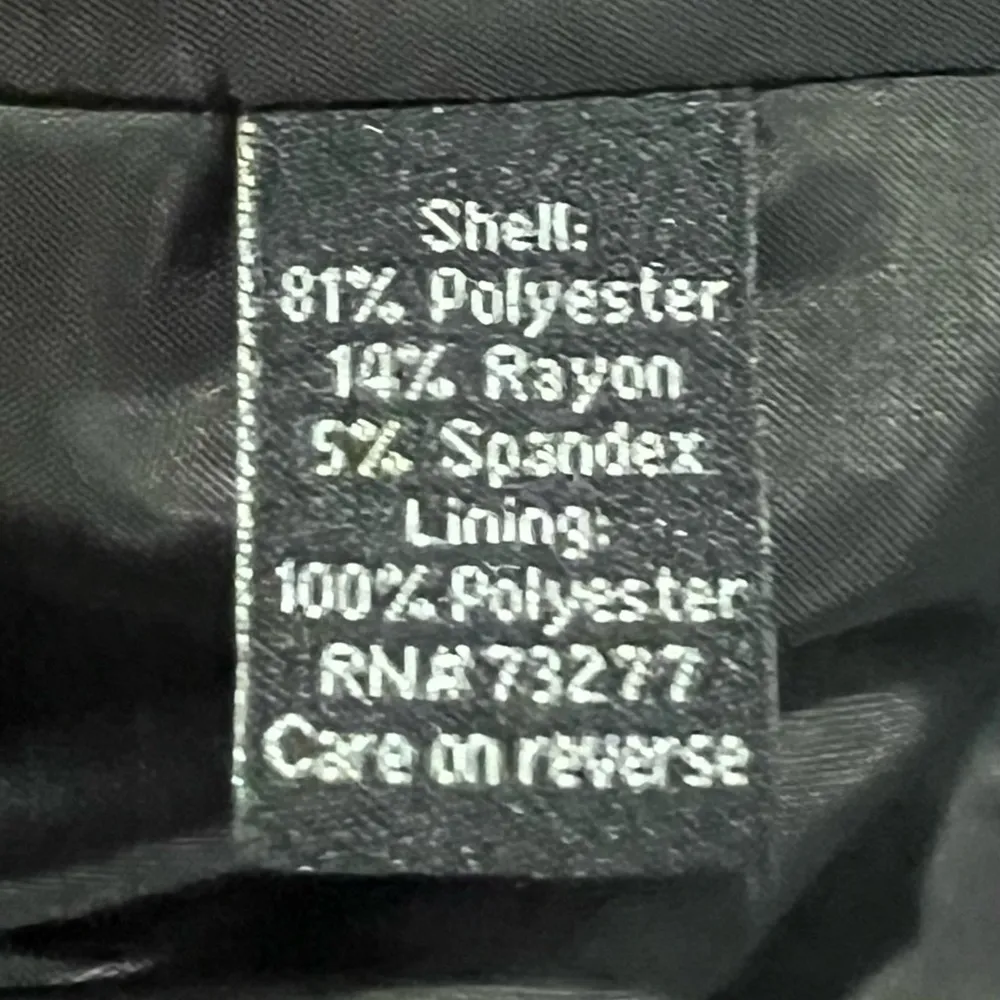 Shell:
81% Polyester
14% Rayon
5% Spandex
Lining:
100% Polyester
RN# 73277
Care on reverse